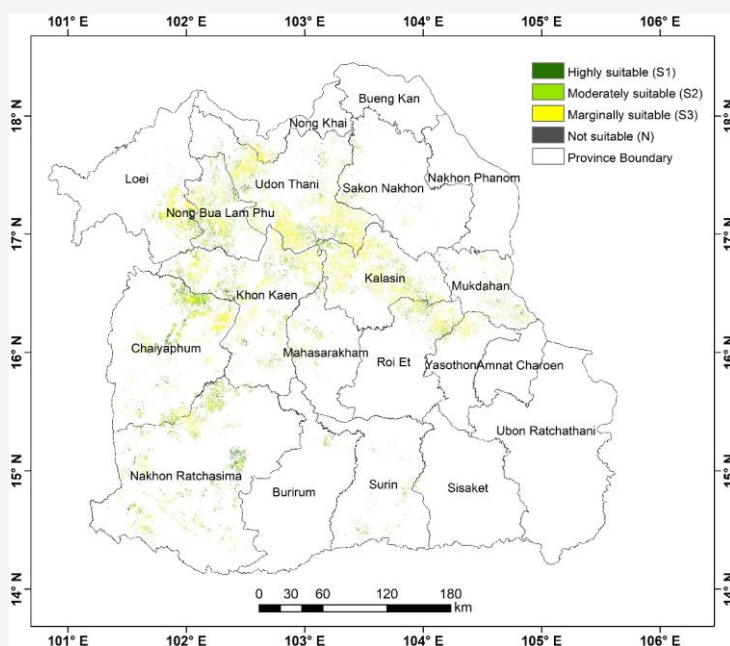 101° E 102° E 103° E 104° E 105° E 106° E
18° N
17° N
16° N
15° N
14° N
Highly suitable (S1)
Moderately suitable (S2)
Marginally suitable (S3)
Not suitable (N)
Province Boundary
Bueng Kan
Nong Khai
Loei
Udon Thani
Sakon Nakhon
Nakhon Phanom
Nong Bua Lam Phu
Kalasin
Mukdahan
Khon Kaen
Chaiyaphum
Mahasarakham
Roi Et
Yasothon
Amnat Charoen
Ubon Ratchathani
Nakhon Ratchasima
Burirum
Surin
Sisaket
0 30 60 120 180
km
18° N
17° N
16° N
15° N
14° N
101° E 102° E 103° E 104° E 105° E 106° E